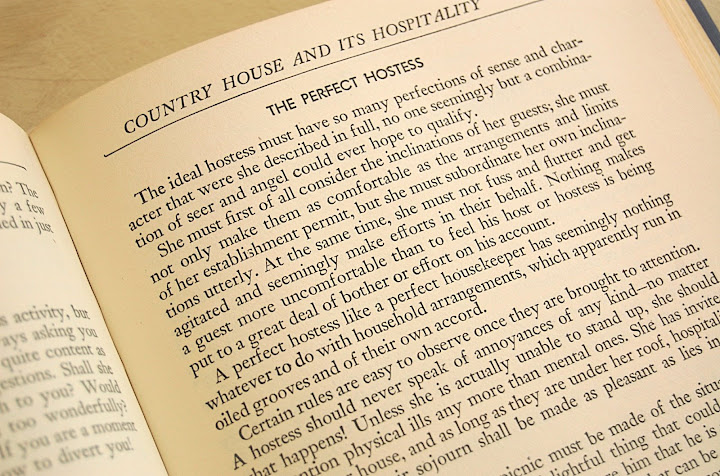 n? The
y a few
ed in just
s activity, but
ays asking you
quite content as
estions. Shall she
n to you? Would
too wonderfully?
If you are a moment
ow to divert you!
COUNTRY HOUSE AND ITS HOSPITALITY
THE PERFECT HOSTESS
The ideal hostess must have so many perfections of sense and char-
acter that were she described in full, no one seemingly but a combina-
tion of seer and angel could ever hope to qualify.
She must first of all consider the inclinations of her guests; she must
not only make them as comfortable as the arrangements and limits
of her establishment permit, but she must subordinate her own inclina-
tions utterly. At the same time, she must not fuss and flutter and get
agitated and seemingly make efforts in their behalf. Nothing makes
a guest more uncomfortable than to feel his host or hostess is being
put to a great deal of bother or effort on his account.
A perfect hostess like a perfect housekeeper has seemingly nothing
whatever to do with household arrangements, which apparently run in
oiled grooves and of their own accord.
Certain rules are easy to observe once they are brought to attention.
A hostess should never speak of annoyances of any kind—no matter
what happens! Unless she is actually unable to stand up, she should
ention physical ills any more than mental ones. She has invite
house, and as long as they are under her roof, hospital
ir sojourn shall be made as pleasant as lies in
picnic must be made of the situ
lightful thing that could
that he is
can be